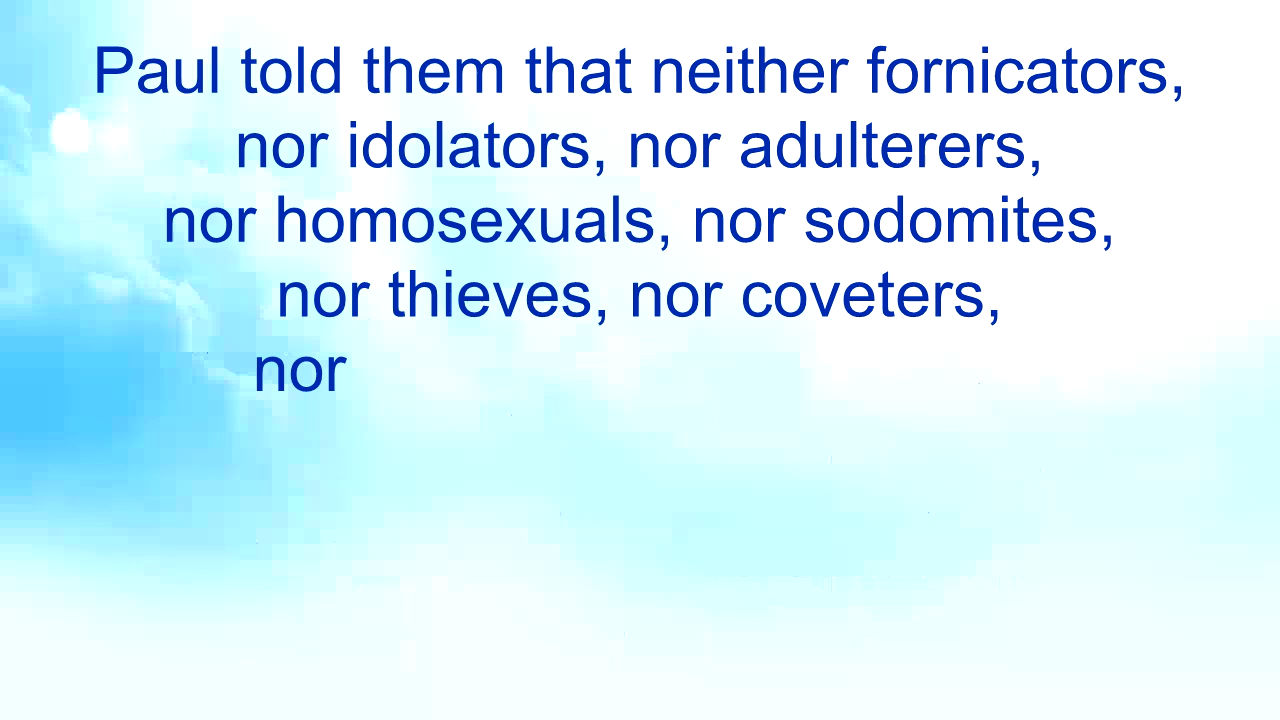 Paul told them that neither fornicators,
nor idolators, nor adulterers,
nor homosexuals, nor sodomites,
nor thieves, nor coveters,
nor